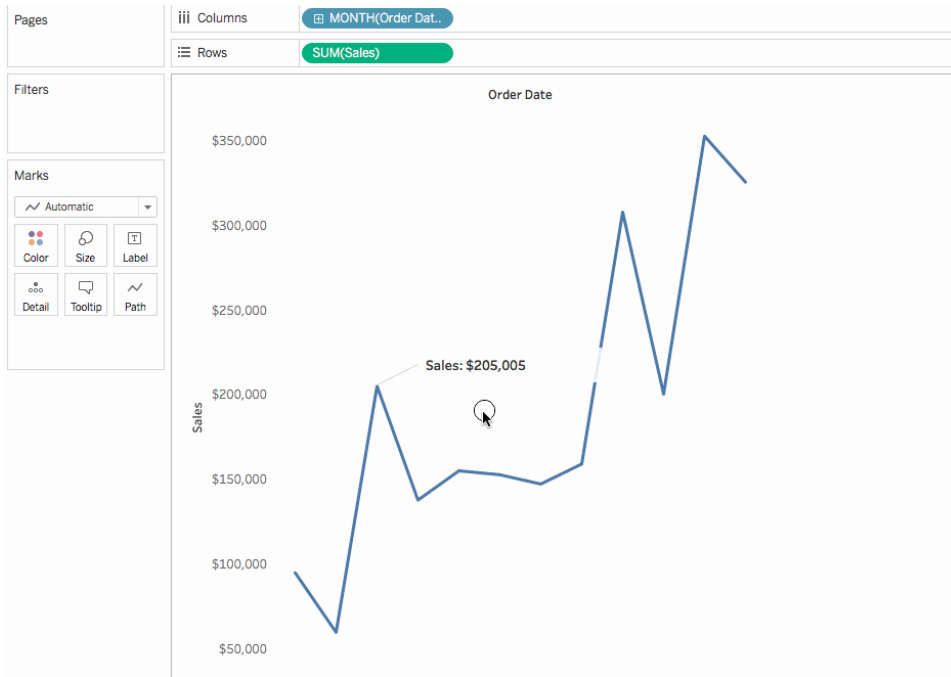 Pages
Columns
MONTH(Order Dat..
Rows
SUM(Sales)
Filters
Marks
Automatic
Color
Size
Label
Detail
Tooltip
Path
Order Date
$350,000
$300,000
$250,000
$200,000
$150,000
$100,000
$50,000
Sales
Sales: $205,005
T